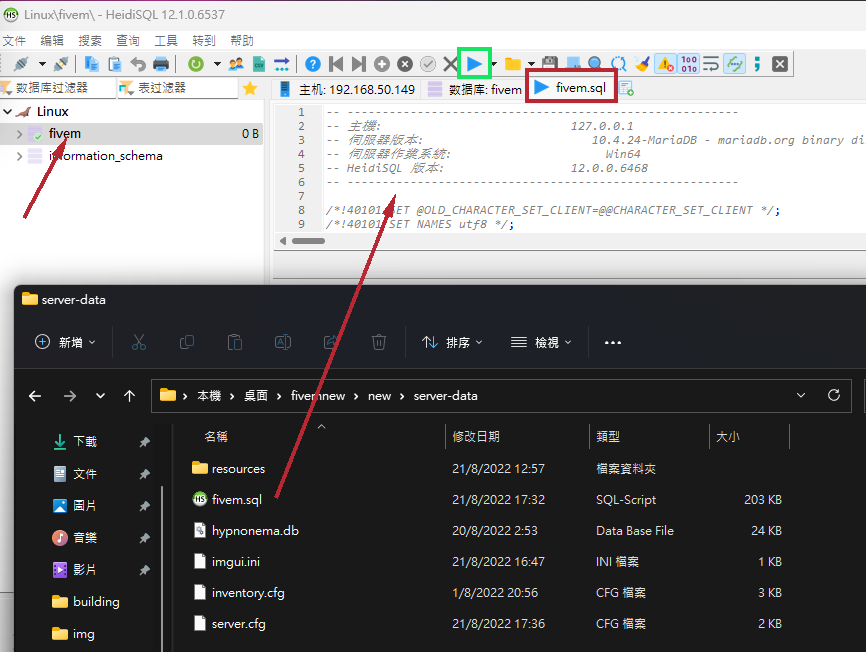 Linux\fivem\ - HeidiSQL 12.1.0.6537
文件 编辑 搜索 查询 工具 转到 帮助
数据库过滤器 表过滤器 主机: 192.168.50.149 数据库: fivem fivem.sql
Linux
fivem 0 B
information_schema
1 -- --------------------------------------------------------
2 -- 主機: 127.0.0.1
3 -- 伺服器版本: 10.4.24-MariaDB - mariadb.org binary di
4 -- 伺服器作業系統: Win64
5 -- HeidiSQL 版本: 12.0.0.6468
6 -- --------------------------------------------------------
7
8 /*!40101 SET @OLD_CHARACTER_SET_CLIENT=@@CHARACTER_SET_CLIENT */;
9 /*!40101 SET NAMES utf8 */;
server-data
新增 排序 檢視
本機 › 桌面 › fivemnew › new › server-data
名稱 修改日期 類型 大小
下載
文件
圖片
音樂
影片
building
img
resources 21/8/2022 12:57 檔案資料夾
fivem.sql 21/8/2022 17:32 SQL-Script 203 KB
hypnonema.db 20/8/2022 2:53 Data Base File 24 KB
imgui.ini 21/8/2022 16:47 INI 檔案 1 KB
inventory.cfg 1/8/2022 20:56 CFG 檔案 3 KB
server.cfg 21/8/2022 17:36 CFG 檔案 2 KB